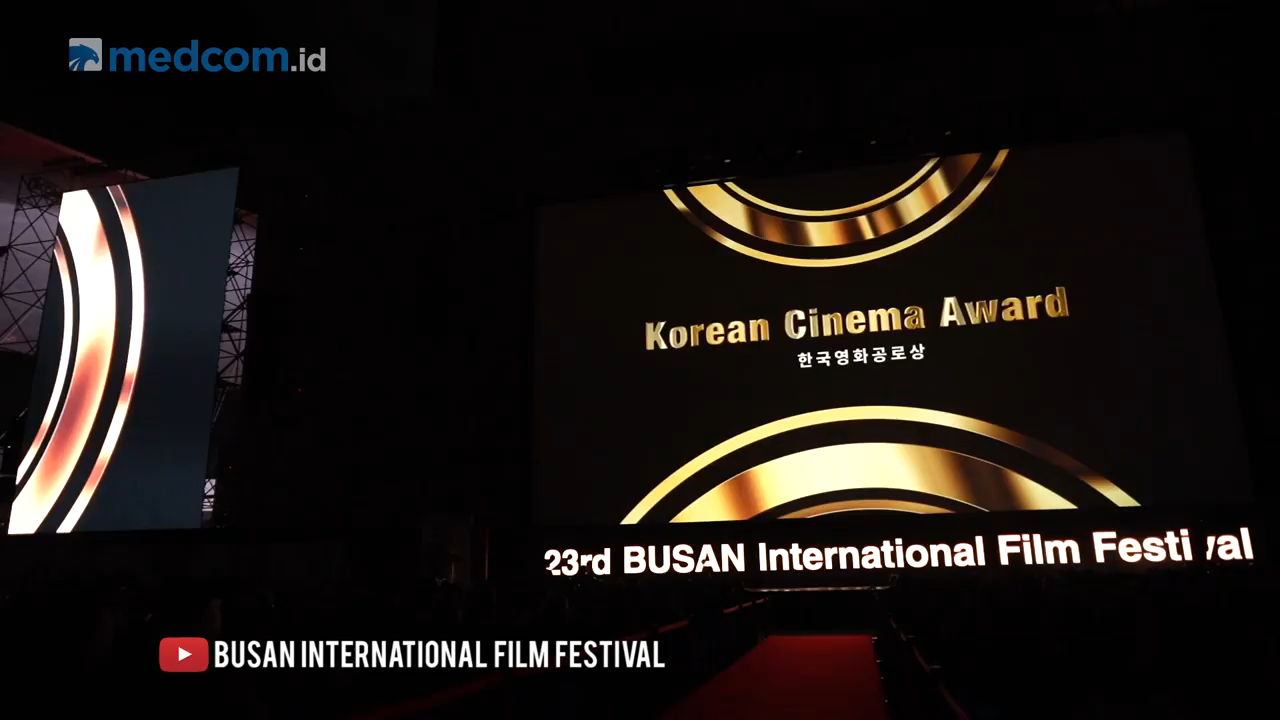 medcom.id
Korean Cinema Award
한국영화공로상
23rd BUSAN International Film Festival
BUSAN INTERNATIONAL FILM FESTIVAL